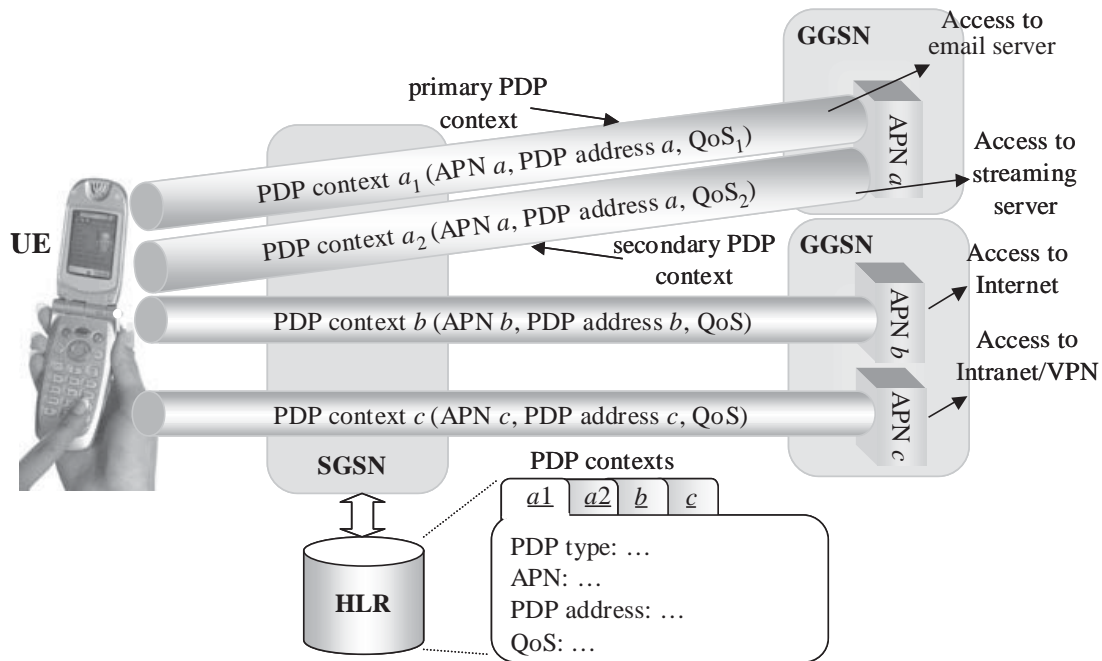 Access to
email server
GGSN
primary PDP
context
APN a
PDP context a1 (APN a, PDP address a, QoS1)
Access to
streaming
server
PDP context a2 (APN a, PDP address a, QoS2)
UE
secondary PDP
context
GGSN
Access to
Internet
APN b
PDP context b (APN b, PDP address b, QoS)
Access to
Intranet/VPN
APN c
PDP context c (APN c, PDP address c, QoS)
SGSN
PDP contexts
a1 a2 b c
PDP type: …
APN: …
PDP address: …
QoS: …
HLR